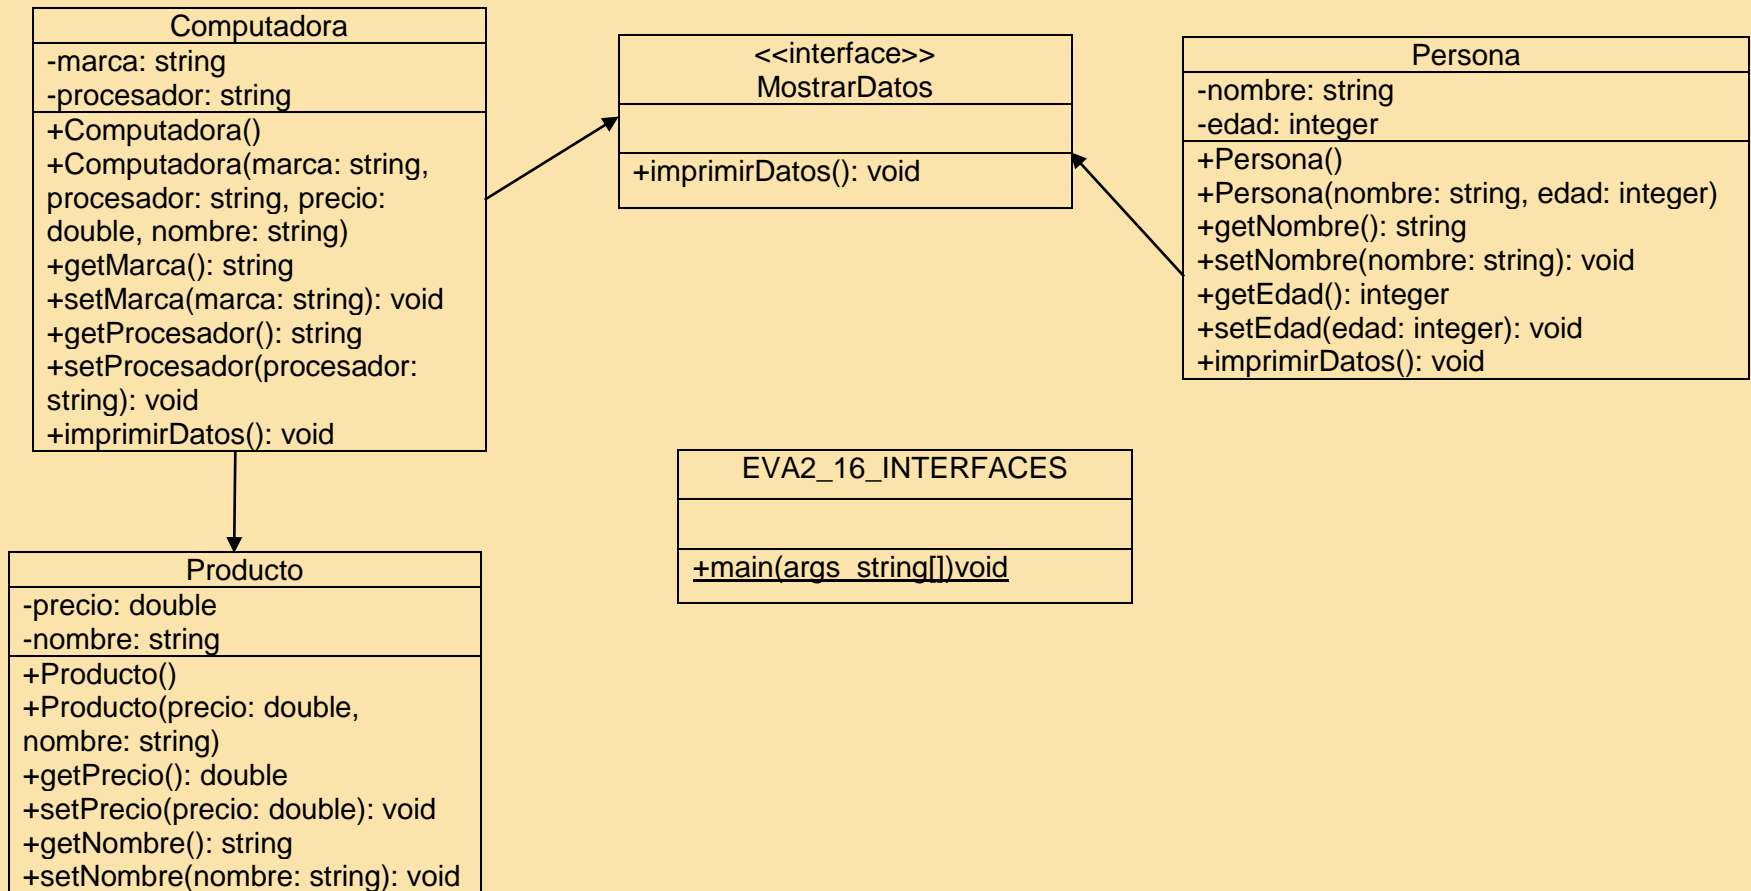 Computadora
-marca: string
-procesador: string
+Computadora()
+Computadora(marca: string,
procesador: string, precio:
double, nombre: string)
+getMarca(): string
+setMarca(marca: string): void
+getProcesador(): string
+setProcesador(procesador:
string): void
+imprimirDatos(): void
<<interface>>
MostrarDatos
+imprimirDatos(): void
Persona
-nombre: string
-edad: integer
+Persona()
+Persona(nombre: string, edad: integer)
+getNombre(): string
+setNombre(nombre: string): void
+getEdad(): integer
+setEdad(edad: integer): void
+imprimirDatos(): void
EVA2_16_INTERFACES
+main(args_string[])void
Producto
-precio: double
-nombre: string
+Producto()
+Producto(precio: double,
nombre: string)
+getPrecio(): double
+setPrecio(precio: double): void
+getNombre(): string
+setNombre(nombre: string): void